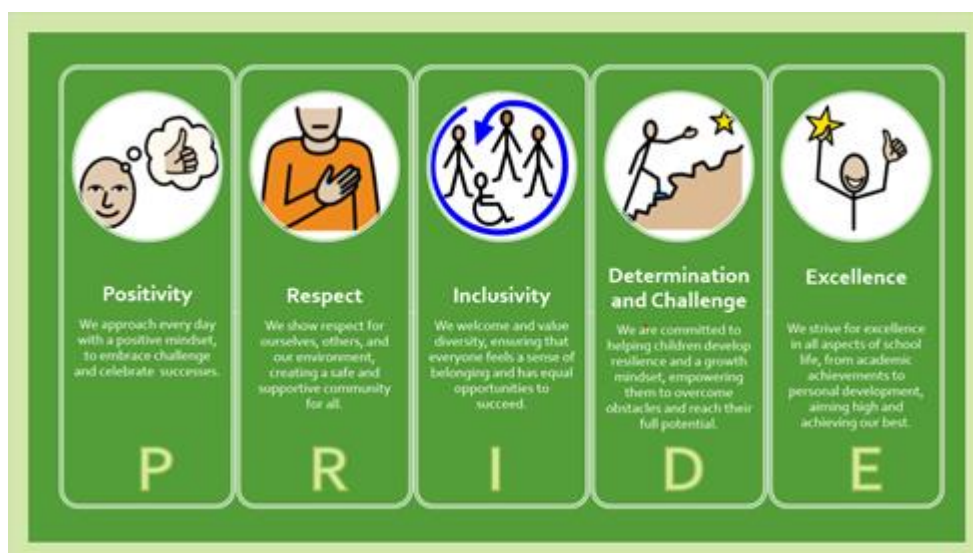 Positivity
We approach every day
with a positive mindset,
to embrace challenge
and celebrate successes.
P
Respect
We show respect for
ourselves, others, and
our environment,
creating a safe and
supportive community
for all.
R
Inclusivity
We welcome and value
diversity, ensuring that
everyone feels a sense of
belonging and has equal
opportunities to
succeed.
I
Determination
and Challenge
We are committed to
helping children develop
resilience and a growth
mindset, empowering
them to overcome
obstacles and reach their
full potential.
D
Excellence
We strive for excellence
in all aspects of school
life, from academic
achievements to
personal development,
aiming high and
achieving our best.
E